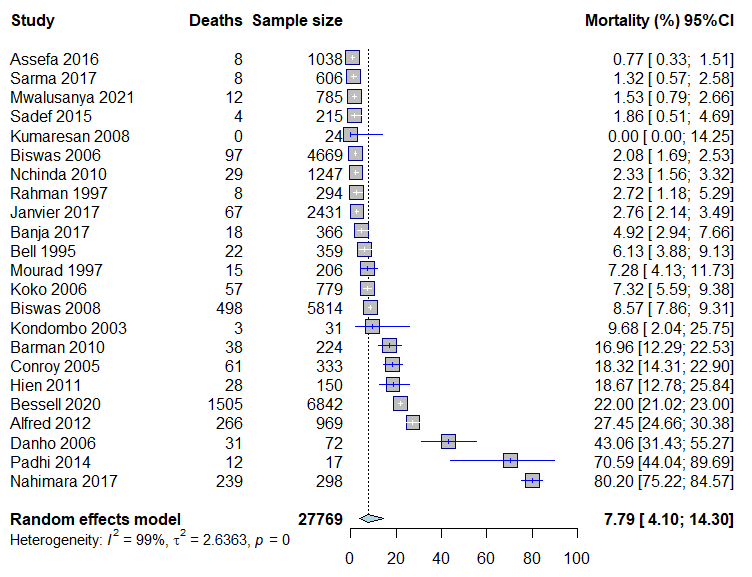 Study Deaths Sample size Mortality (%) 95%CI
Assefa 2016 8 1038 0.77 [ 0.33; 1.51]
Sarma 2017 8 606 1.32 [ 0.57; 2.58]
Mwalusanya 2021 12 785 1.53 [ 0.79; 2.66]
Sadef 2015 4 215 1.86 [ 0.51; 4.69]
Kumaresan 2008 0 24 0.00 [ 0.00; 14.25]
Biswas 2006 97 4669 2.08 [ 1.69; 2.53]
Nchinda 2010 29 1247 2.33 [ 1.56; 3.32]
Rahman 1997 8 294 2.72 [ 1.18; 5.29]
Janvier 2017 67 2431 2.76 [ 2.14; 3.49]
Banja 2017 18 366 4.92 [ 2.94; 7.66]
Bell 1995 22 359 6.13 [ 3.88; 9.13]
Mourad 1997 15 206 7.28 [ 4.13; 11.73]
Koko 2006 57 779 7.32 [ 5.59; 9.38]
Biswas 2008 498 5814 8.57 [ 7.86; 9.31]
Kondombo 2003 3 31 9.68 [ 2.04; 25.75]
Barman 2010 38 224 16.96 [12.29; 22.53]
Conroy 2005 61 333 18.32 [14.31; 22.90]
Hien 2011 28 150 18.67 [12.78; 25.84]
Bessell 2020 1505 6842 22.00 [21.02; 23.00]
Alfred 2012 266 969 27.45 [24.66; 30.38]
Danho 2006 31 72 43.06 [31.43; 55.27]
Padhi 2014 12 17 70.59 [44.04; 89.69]
Nahimara 2017 239 298 80.20 [75.22; 84.57]
Random effects model 27769 7.79 [ 4.10; 14.30]
Heterogeneity: I² = 99%, τ² = 2.6363, p = 0
0 20 40 60 80 100